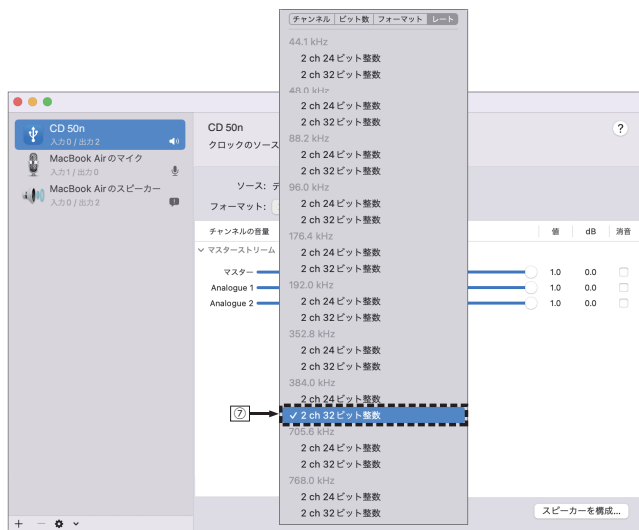 チャンネル ビット数 フォーマット レート
44.1 kHz
2 ch 24 ビット整数
2 ch 32 ビット整数
48.0 kHz
2 ch 24 ビット整数
2 ch 32 ビット整数
88.2 kHz
2 ch 24 ビット整数
2 ch 32 ビット整数
96.0 kHz
2 ch 24 ビット整数
2 ch 32 ビット整数
176.4 kHz
2 ch 24 ビット整数
2 ch 32 ビット整数
192.0 kHz
2 ch 24 ビット整数
2 ch 32 ビット整数
352.8 kHz
2 ch 24 ビット整数
2 ch 32 ビット整数
384.0 kHz
2 ch 24 ビット整数
✓ 2 ch 32 ビット整数
705.6 kHz
2 ch 24 ビット整数
2 ch 32 ビット整数
768.0 kHz
2 ch 24 ビット整数
2 ch 32 ビット整数
⑦
CD 50n
入力 0 / 出力 2
MacBook Airのマイク
入力 1 / 出力 0
MacBook Airのスピーカー
入力 0 / 出力 2
CD 50n
?
クロックのソース
ソース: デ
フォーマット:
チャンネルの音量 値 dB 消音
マスターストリーム
マスター 1.0 0.0
Analogue 1 1.0 0.0
Analogue 2 1.0 0.0
スピーカーを構成...